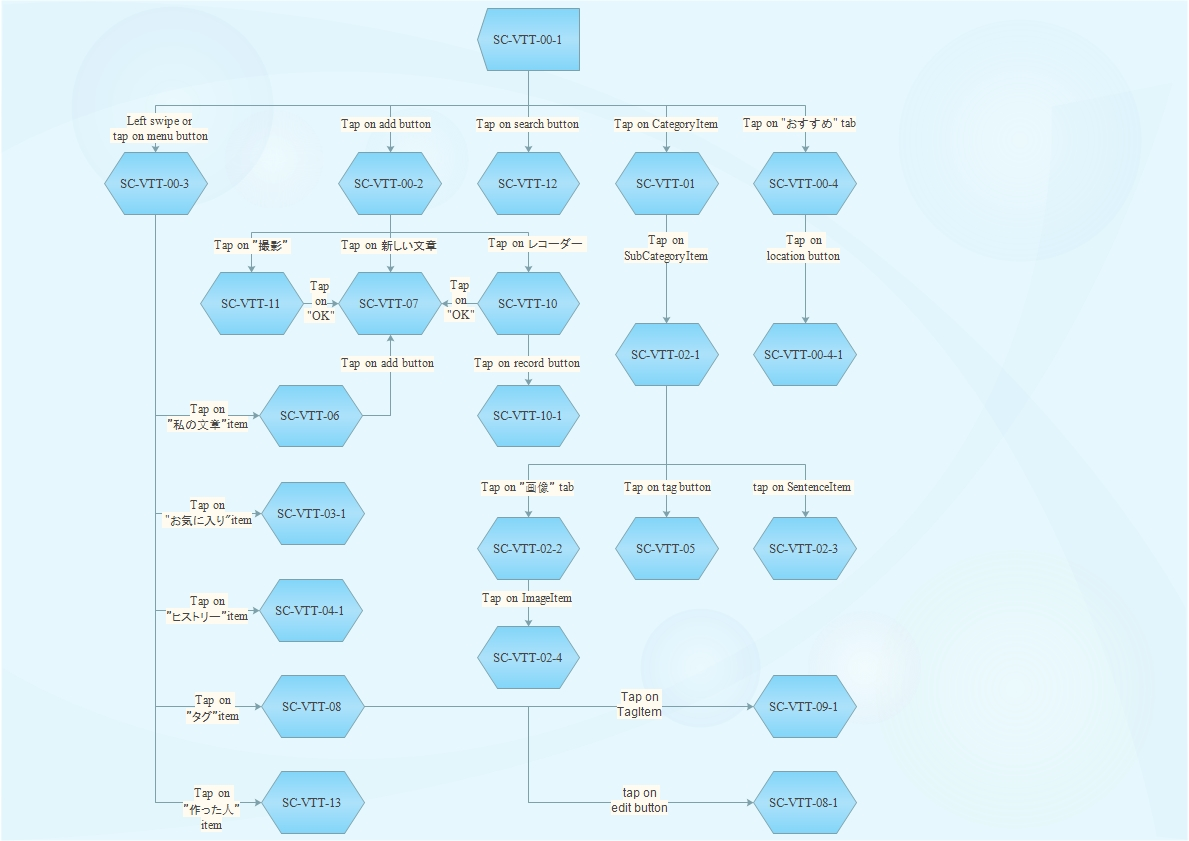 SC-VTT-00-1
Left swipe or
tap on menu button
Tap on add button
Tap on search button
Tap on CategoryItem
Tap on "おすすめ" tab
SC-VTT-00-3
SC-VTT-00-2
SC-VTT-12
SC-VTT-01
SC-VTT-00-4
Tap on "撮影"
Tap on 新しい文章
Tap on レコーダー
Tap on
SubCategoryItem
Tap on
location button
SC-VTT-11
Tap
on
"OK"
SC-VTT-07
Tap
on
"OK"
SC-VTT-10
SC-VTT-02-1
SC-VTT-00-4-1
Tap on add button
Tap on record button
Tap on
"私の文章"item
SC-VTT-06
SC-VTT-10-1
Tap on "画像" tab
Tap on tag button
tap on SentenceItem
Tap on
"お気に入り"item
SC-VTT-03-1
SC-VTT-02-2
SC-VTT-05
SC-VTT-02-3
Tap on
"ヒストリー"item
SC-VTT-04-1
Tap on ImageItem
SC-VTT-02-4
Tap on
"タグ"item
SC-VTT-08
Tap on
TagItem
SC-VTT-09-1
Tap on
"作った人"
item
SC-VTT-13
tap on
edit button
SC-VTT-08-1